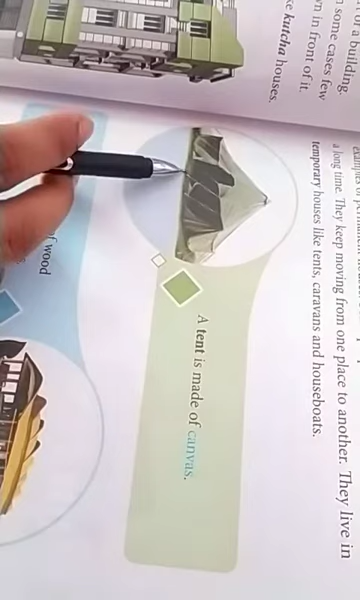 a building
some cases few
in front of it.
kutcha houses.
a long time. They keep moving from one place to another. They live in
temporary houses like tents, caravans and houseboats.
A tent is made of canvas.
of wood